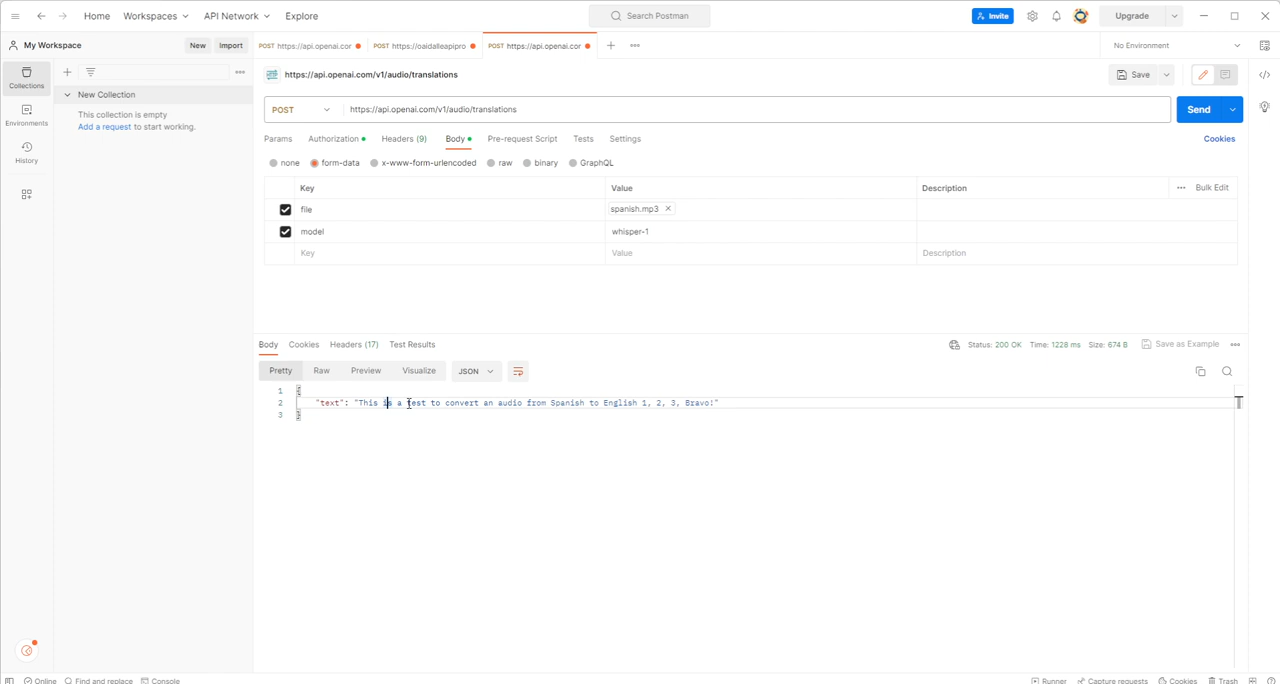 Home Workspaces API Network Explore Search Postman Invite Upgrade
My Workspace New Import POST https://api.openai.cor POST https://oaidalleapipro POST https://api.openai.cor No Environment
Collections
Environments
History
New Collection
This collection is empty
Add a request to start working.
https://api.openai.com/v1/audio/translations Save
POST https://api.openai.com/v1/audio/translations Send
Params Authorization Headers (9) Body Pre-request Script Tests Settings Cookies
none form-data x-www-form-urlencoded raw binary GraphQL
Key Value Description Bulk Edit
file spanish.mp3
model whisper-1
Key Value Description
Body Cookies Headers (17) Test Results Status: 200 OK Time: 1228 ms Size: 674 B Save as Example
Pretty Raw Preview Visualize JSON
1 {
2 "text": "This is a test to convert an audio from Spanish to English 1, 2, 3, Bravo!"
3 }
Online Find and replace Console Runner Capture requests Cookies Trash